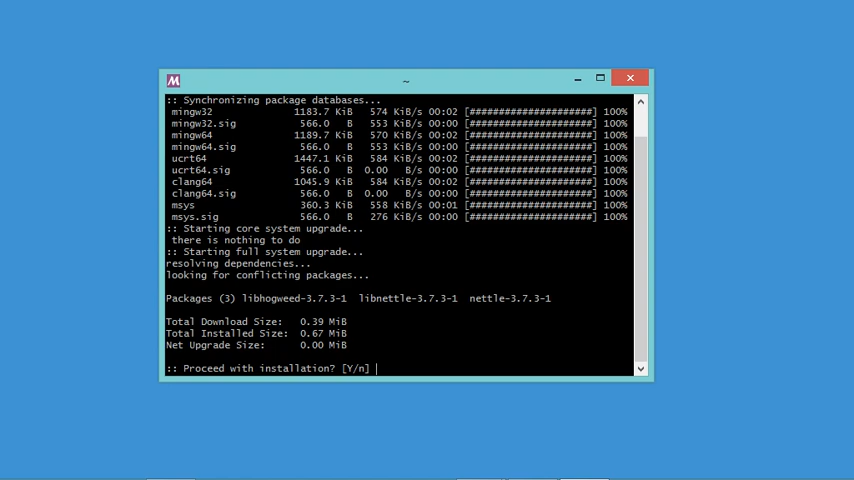 M
~
:: Synchronizing package databases...
mingw32 1183.7 KiB 574 KiB/s 00:02 [#####################] 100%
mingw32.sig 566.0 B 553 KiB/s 00:00 [#####################] 100%
mingw64 1189.7 KiB 570 KiB/s 00:02 [#####################] 100%
mingw64.sig 566.0 B 553 KiB/s 00:00 [#####################] 100%
ucrt64 1447.1 KiB 584 KiB/s 00:02 [#####################] 100%
ucrt64.sig 566.0 B 0.00 B/s 00:00 [#####################] 100%
clang64 1045.9 KiB 584 KiB/s 00:02 [#####################] 100%
clang64.sig 566.0 B 0.00 B/s 00:00 [#####################] 100%
msys 360.3 KiB 558 KiB/s 00:01 [#####################] 100%
msys.sig 566.0 B 276 KiB/s 00:00 [#####################] 100%
:: Starting core system upgrade...
there is nothing to do
:: Starting full system upgrade...
resolving dependencies...
looking for conflicting packages...
Packages (3) libhogweed-3.7.3-1 libnettle-3.7.3-1 nettle-3.7.3-1
Total Download Size: 0.39 MiB
Total Installed Size: 0.67 MiB
Net Upgrade Size: 0.00 MiB
:: Proceed with installation? [Y/n]